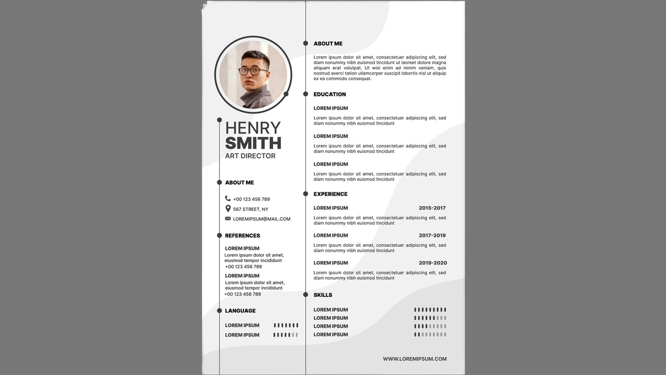 HENRY
SMITH
ART DIRECTOR
ABOUT ME
+00 123 456 789
567 STREET, NY
LOREMIPSUM@MAIL.COM
REFERENCES
LOREM IPSUM
Lorem ipsum dolor sit amet,
eiusmod tempor incididunt
+00 123 456 789
LOREM IPSUM
Lorem ipsum dolor sit amet,
eiusmod tempor incididunt
+00 123 456 789
LANGUAGE
LOREM IPSUM
LOREM IPSUM
ABOUT ME
Lorem ipsum dolor sit amet, consectetuer adipiscing elit, sed
diam nonummy nibh euismod tincidunt ut laoreet dolore magna
aliquam erat volutpat. Ut wisi enim ad minim veniam, quis
nostrud exerci tation ullamcorper suscipit lobortis nisl ut aliquip
ex ea commodo consequat.
EDUCATION
LOREM IPSUM
Lorem ipsum dolor sit amet, consectetuer adipiscing elit, sed
diam nonummy nibh euismod tincidunt
LOREM IPSUM
Lorem ipsum dolor sit amet, consectetuer adipiscing elit, sed
diam nonummy nibh euismod tincidunt
LOREM IPSUM
Lorem ipsum dolor sit amet, consectetuer adipiscing elit, sed
diam nonummy nibh euismod tincidunt
EXPERIENCE
LOREM IPSUM 2015-2017
Lorem ipsum dolor sit amet, consectetuer adipiscing elit, sed
diam nonummy nibh euismod tincidunt
LOREM IPSUM 2017-2019
Lorem ipsum dolor sit amet, consectetuer adipiscing elit, sed
diam nonummy nibh euismod tincidunt
LOREM IPSUM 2019-2020
Lorem ipsum dolor sit amet, consectetuer adipiscing elit, sed
diam nonummy nibh euismod tincidunt
SKILLS
LOREM IPSUM
LOREM IPSUM
LOREM IPSUM
LOREM IPSUM
WWW.LOREMIPSUM.COM